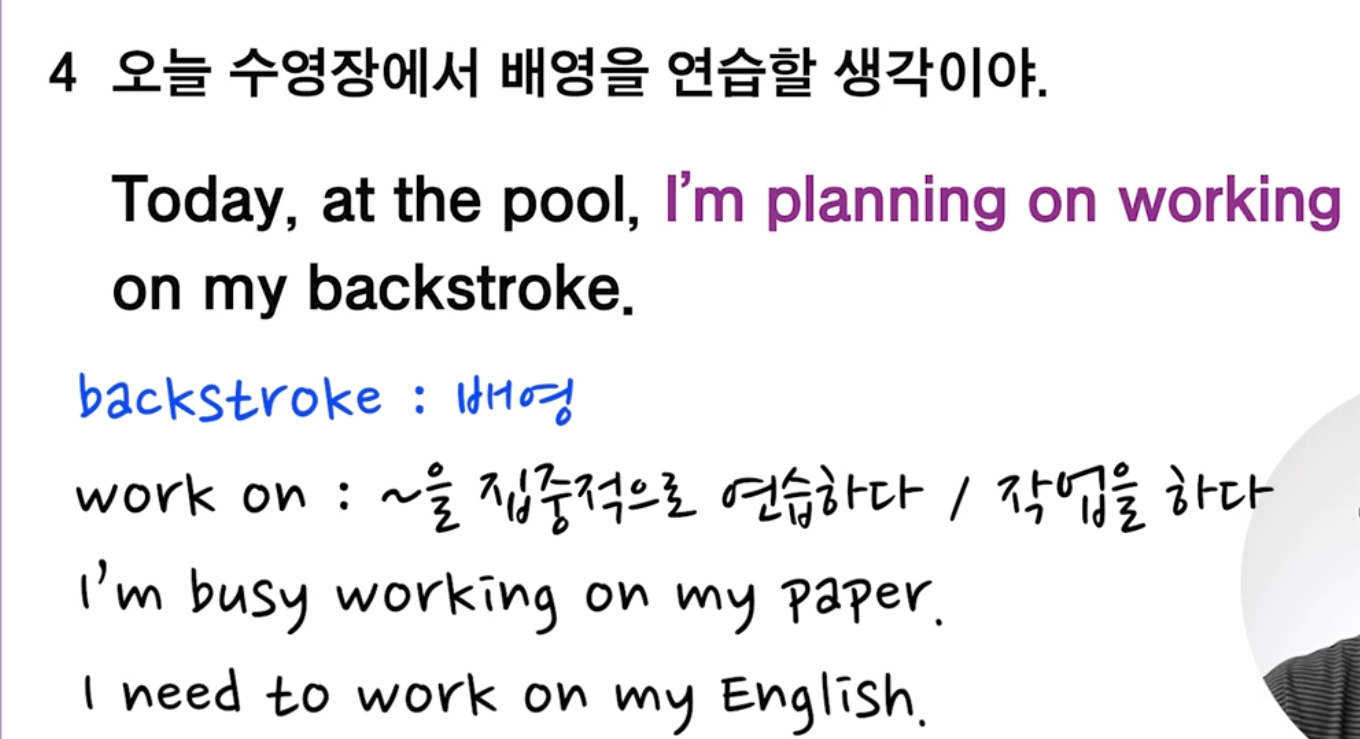 4 오늘 수영장에서 배영을 연습할 생각이야.
Today, at the pool, I'm planning on working
on my backstroke.
backstroke : 배영
work on : ~을 집중적으로 연습하다 / 작업을 하다
I'm busy working on my paper.
I need to work on my English.